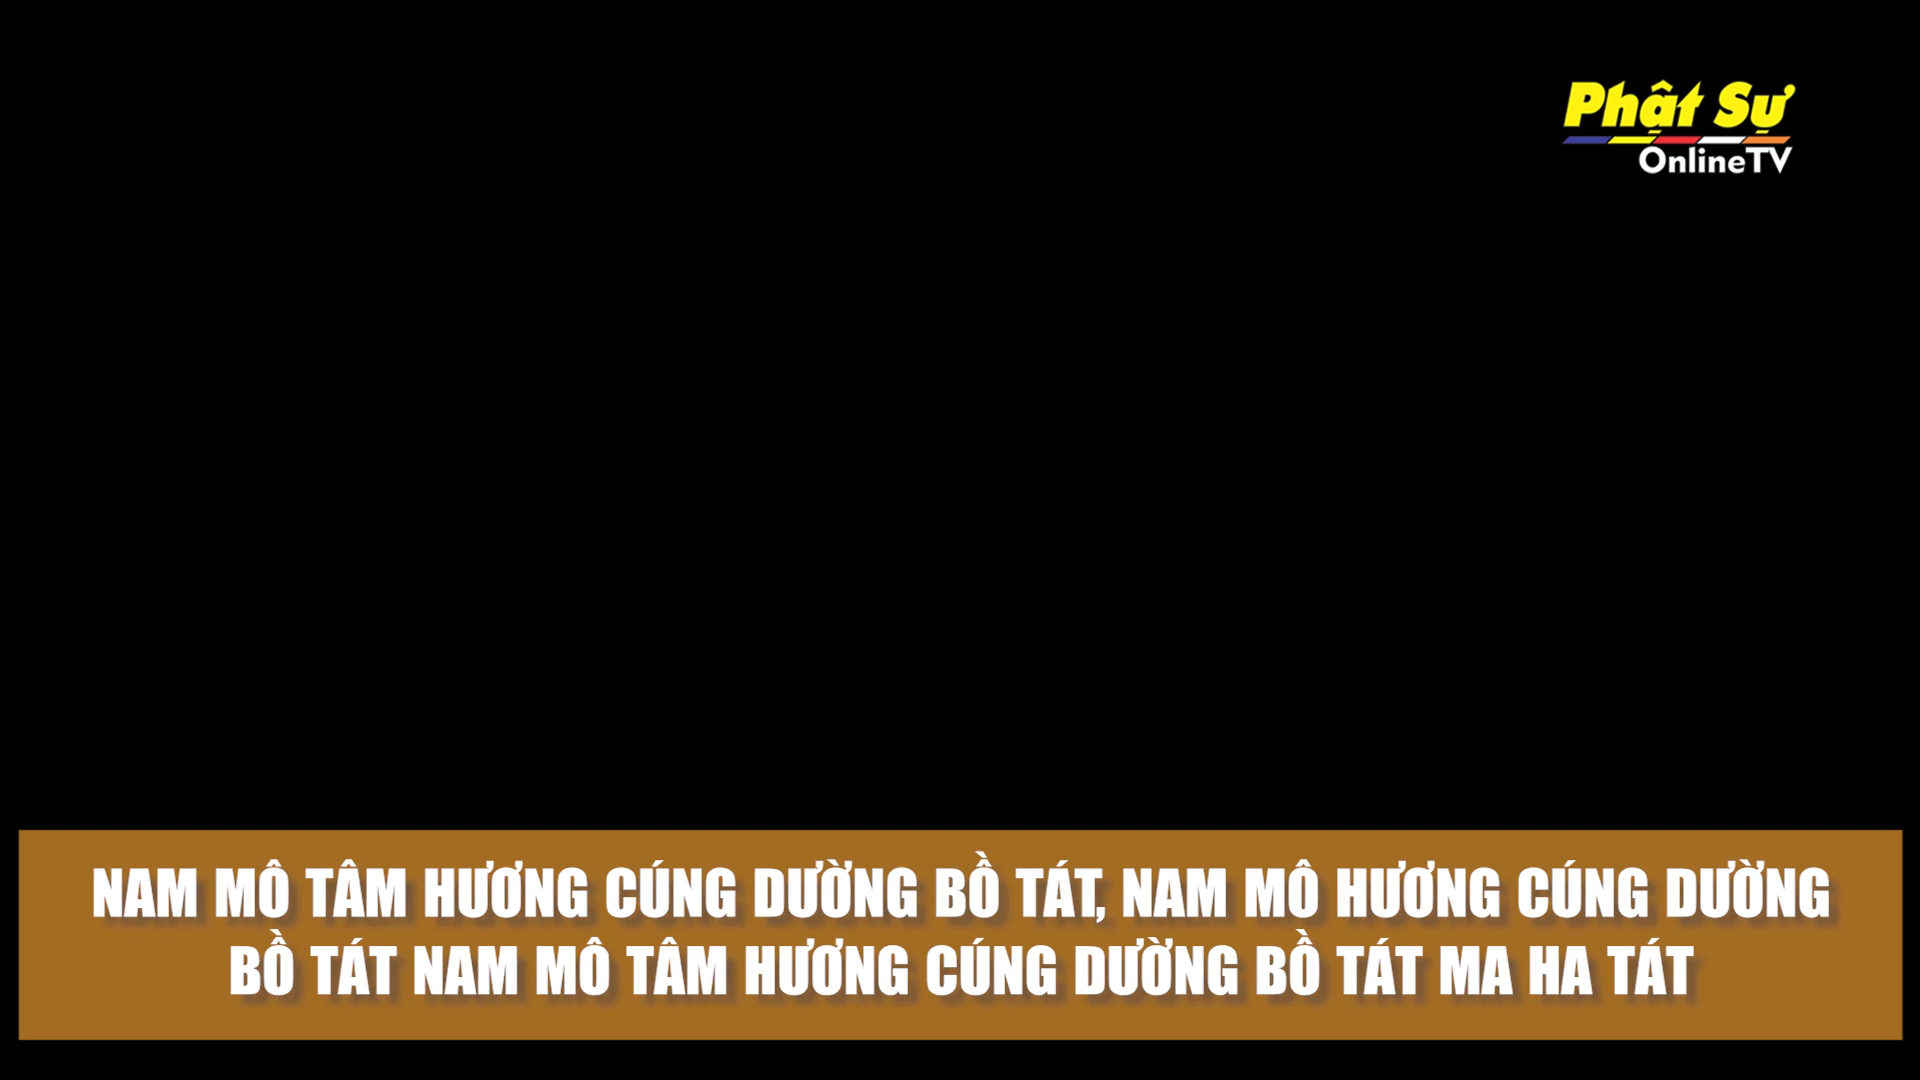 Phật Sự
OnlineTV
NAM MÔ TÂM HƯƠNG CÚNG DƯỜNG BỒ TÁT, NAM MÔ HƯƠNG CÚNG DƯỜNG
BỒ TÁT NAM MÔ TÂM HƯƠNG CÚNG DƯỜNG BỒ TÁT MA HA TÁT